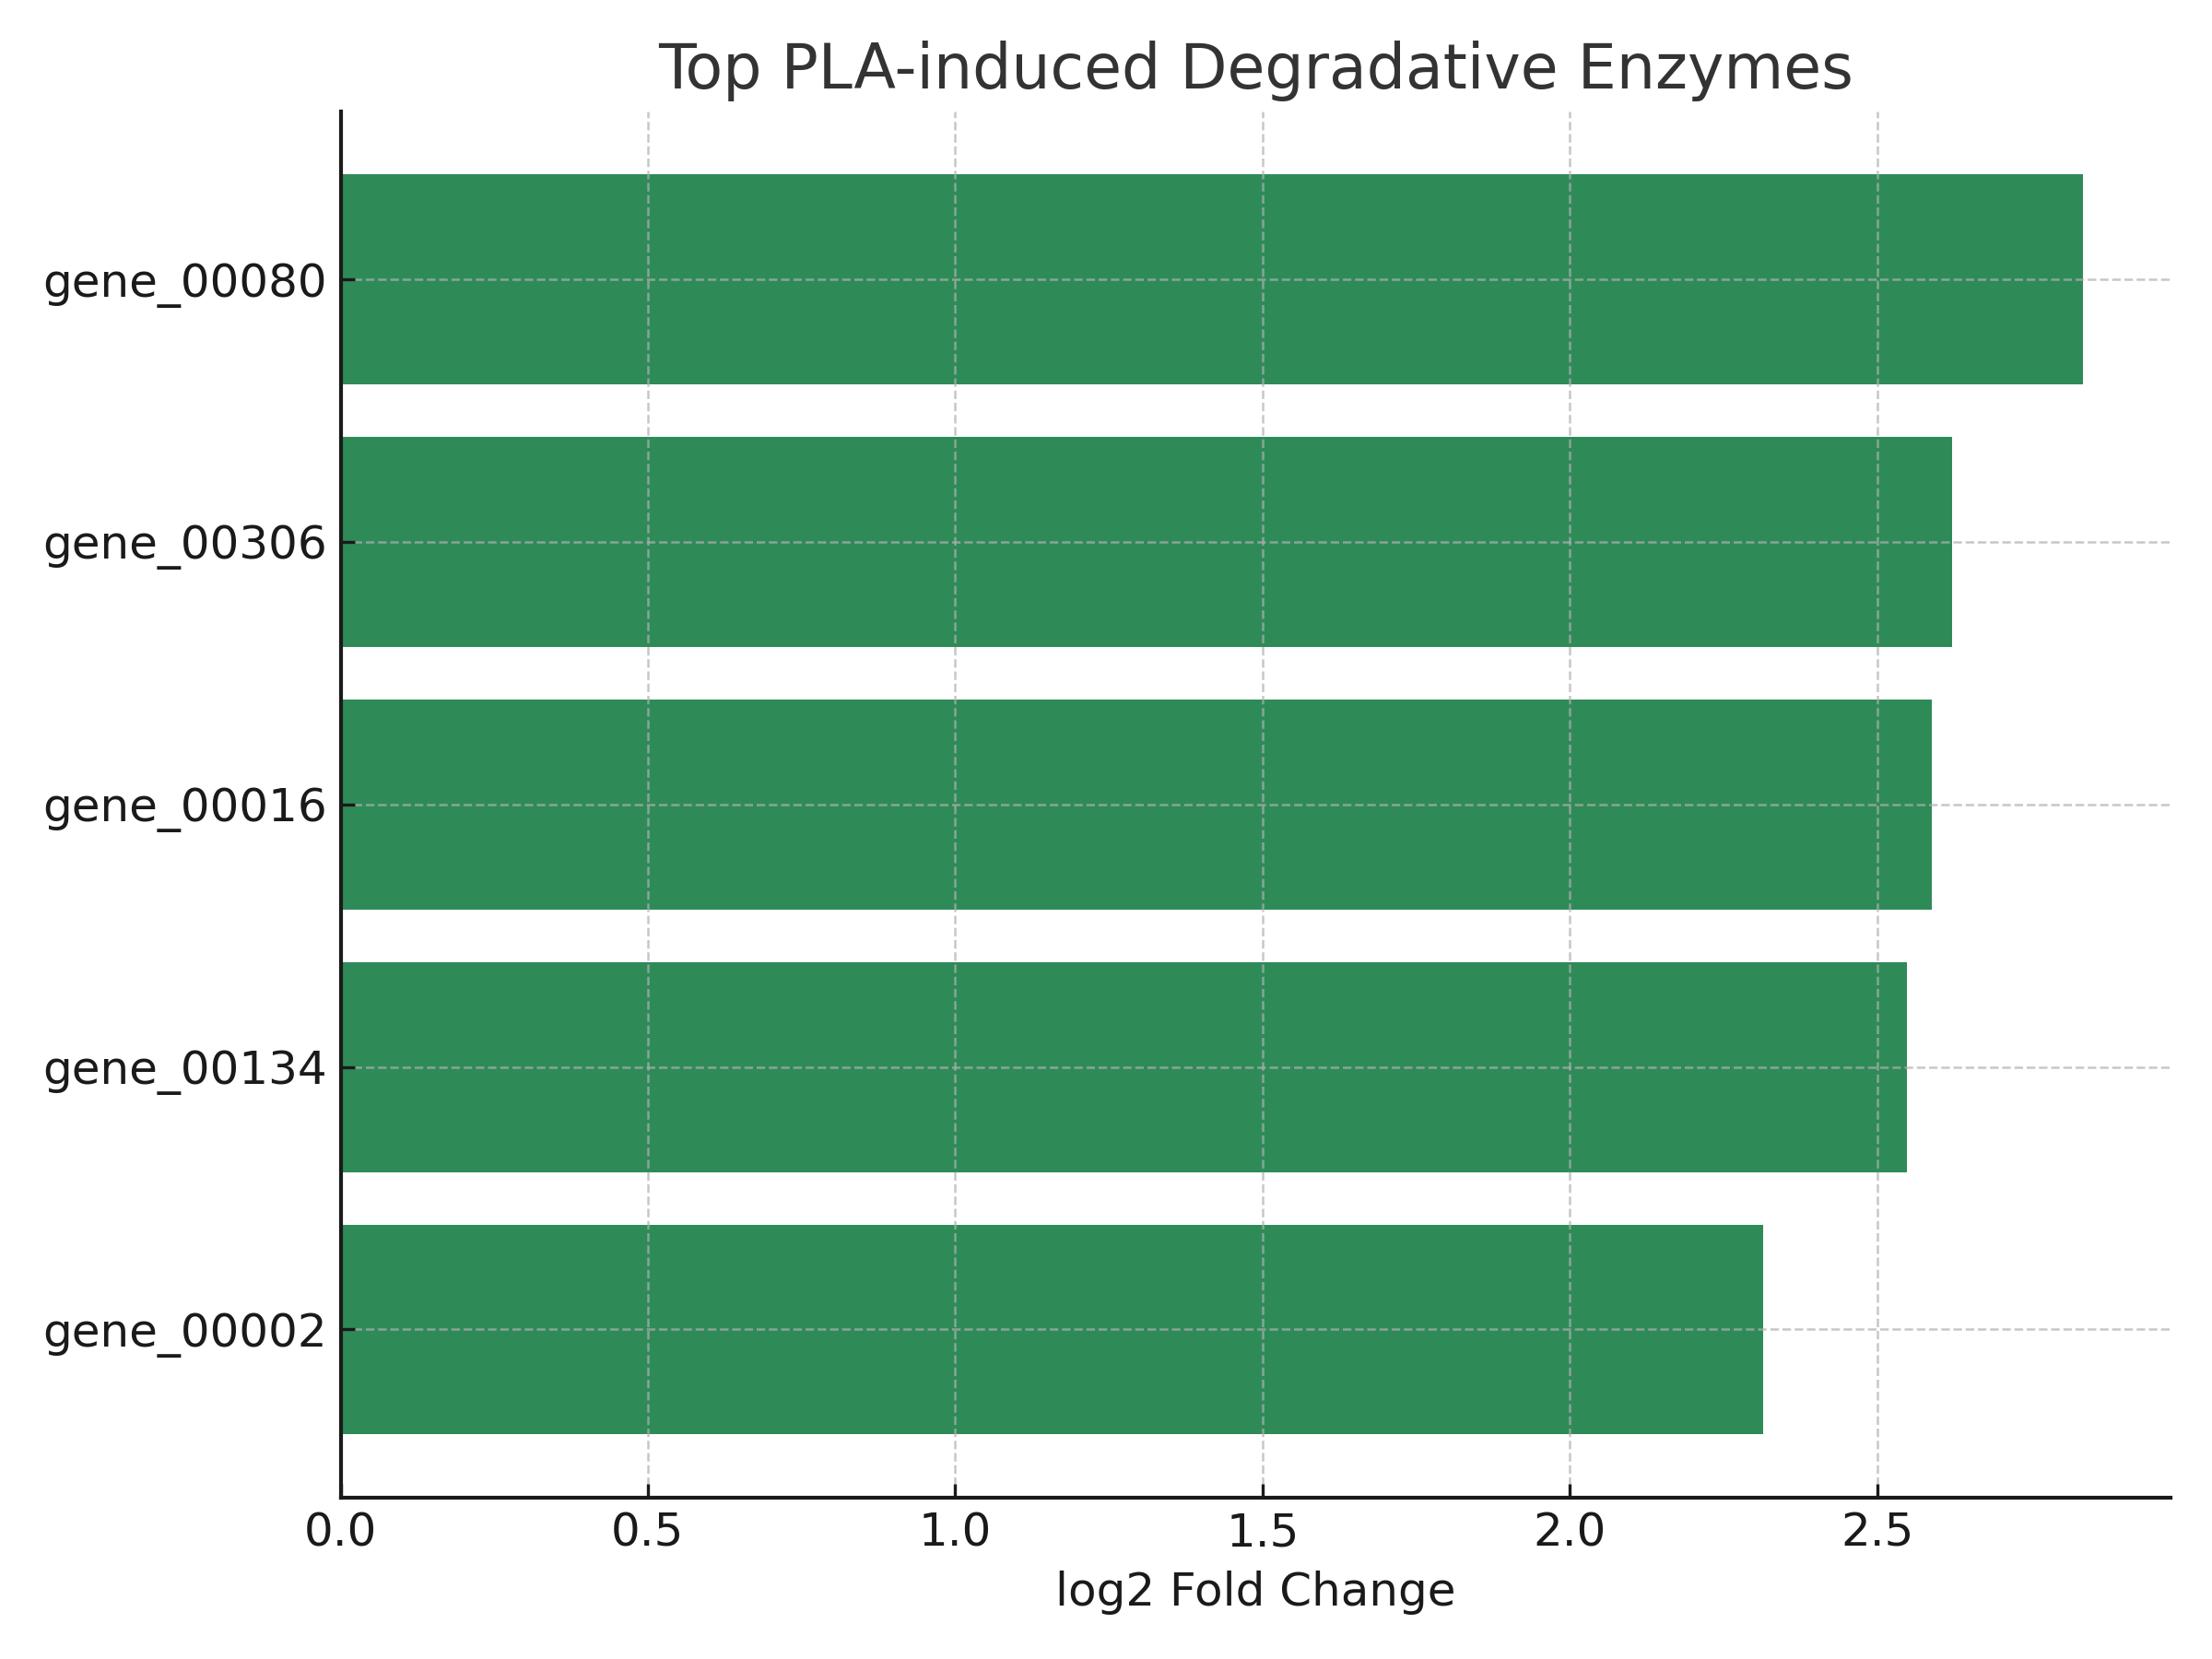 Top PLA-induced Degradative Enzymes
gene_00080
gene_00306
gene_00016
gene_00134
gene_00002
0.0 0.5 1.0 1.5 2.0 2.5
log2 Fold Change